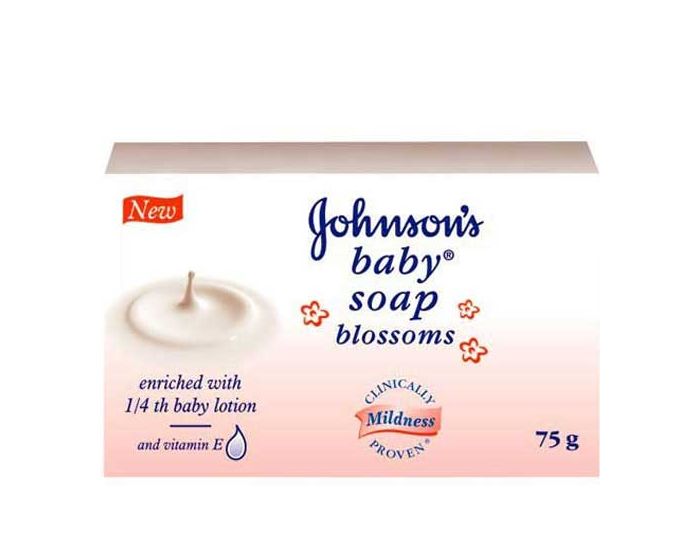 New
Johnson's
baby®
soap
blossoms
enriched with
1/4 th baby lotion
and vitamin E
CLINICALLY
Mildness
PROVEN®
75 g